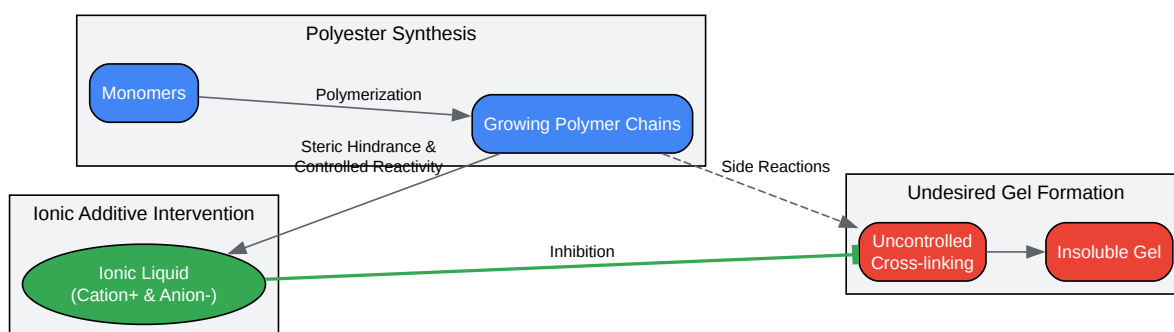 Polyester Synthesis
Monomers
Polymerization
Growing Polymer Chains
Steric Hindrance &
Controlled Reactivity
Side Reactions
Ionic Additive Intervention
Ionic Liquid
(Cation+ & Anion-)
Inhibition
Undesired Gel Formation
Uncontrolled
Cross-linking
Insoluble Gel